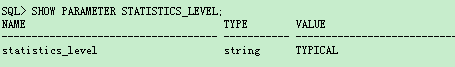 SQL> SHOW PARAMETER STATISTICS_LEVEL;
NAME TYPE VALUE
------------------------------------ ----------- ------------------------------
statistics_level string TYPICAL